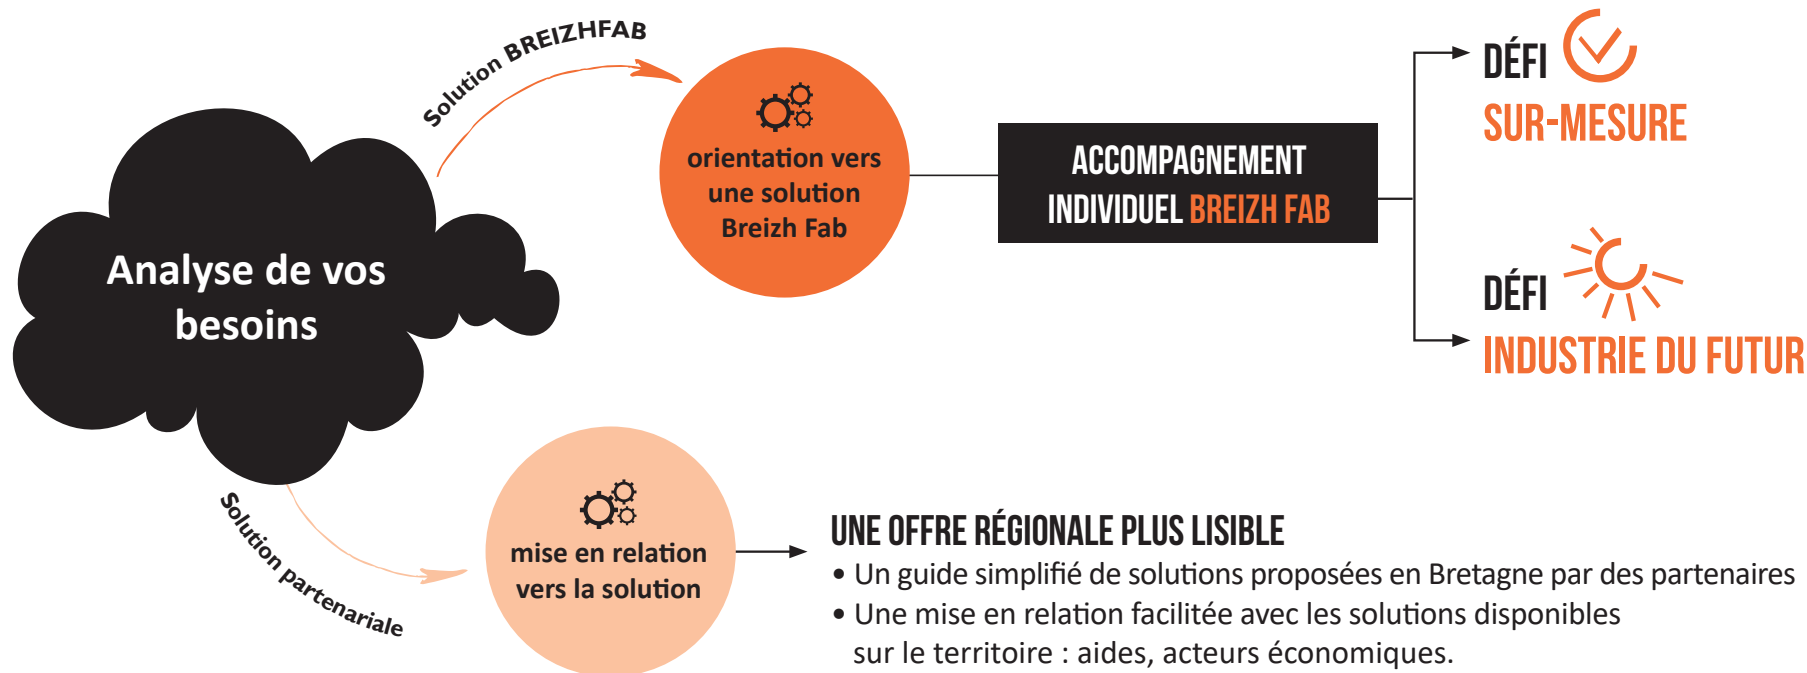 Solution BREIZHFAB
Analyse de vos
besoins
orientation vers
une solution
Breizh Fab
ACCOMPAGNEMENT
INDIVIDUEL BREIZH FAB
DÉFI
SUR-MESURE
DÉFI
INDUSTRIE DU FUTUR
Solution partenariale
mise en relation
vers la solution
UNE OFFRE RÉGIONALE PLUS LISIBLE
• Un guide simplifié de solutions proposées en Bretagne par des partenaires
• Une mise en relation facilitée avec les solutions disponibles
sur le territoire : aides, acteurs économiques.